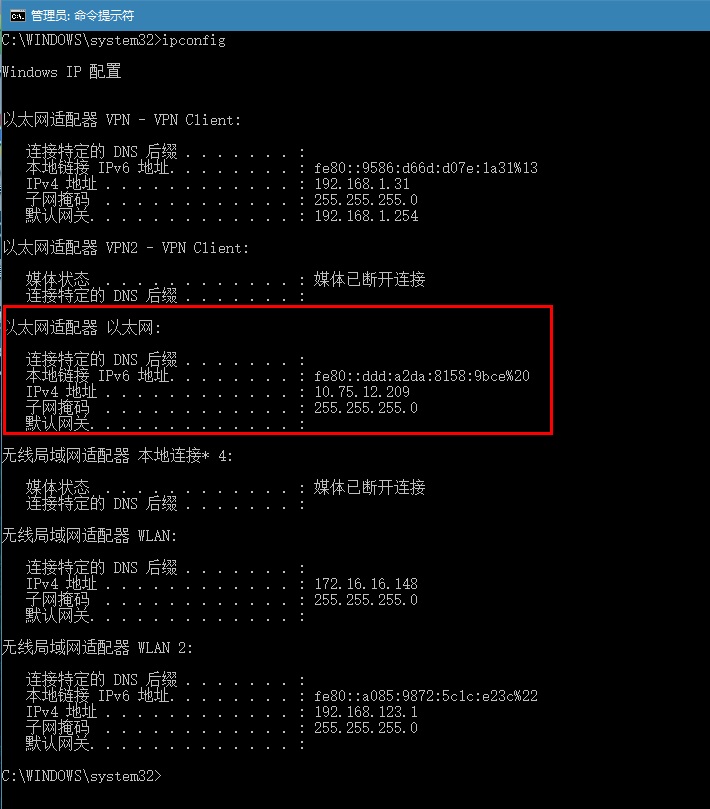 管理员: 命令提示符
C:\WINDOWS\system32>ipconfig
Windows IP 配置
以太网适配器 VPN - VPN Client:
连接特定的 DNS 后缀 . . . . . . . :
本地链接 IPv6 地址. . . . . . . . : fe80::9586:d66d:d07e:1a31%13
IPv4 地址 . . . . . . . . . . . . : 192.168.1.31
子网掩码 . . . . . . . . . . . . : 255.255.255.0
默认网关. . . . . . . . . . . . . : 192.168.1.254
以太网适配器 VPN2 - VPN Client:
媒体状态 . . . . . . . . . . . . : 媒体已断开连接
连接特定的 DNS 后缀 . . . . . . . :
以太网适配器 以太网:
连接特定的 DNS 后缀 . . . . . . . :
本地链接 IPv6 地址. . . . . . . . : fe80::ddd:a2da:8158:9bce%20
IPv4 地址 . . . . . . . . . . . . : 10.75.12.209
子网掩码 . . . . . . . . . . . . : 255.255.255.0
默认网关. . . . . . . . . . . . . :
无线局域网适配器 本地连接* 4:
媒体状态 . . . . . . . . . . . . : 媒体已断开连接
连接特定的 DNS 后缀 . . . . . . . :
无线局域网适配器 WLAN:
连接特定的 DNS 后缀 . . . . . . . :
IPv4 地址 . . . . . . . . . . . . : 172.16.16.148
子网掩码 . . . . . . . . . . . . : 255.255.255.0
默认网关. . . . . . . . . . . . . :
无线局域网适配器 WLAN 2:
连接特定的 DNS 后缀 . . . . . . . :
本地链接 IPv6 地址. . . . . . . . : fe80::a085:9872:5c1c:e23c%22
IPv4 地址 . . . . . . . . . . . . : 192.168.123.1
子网掩码 . . . . . . . . . . . . : 255.255.255.0
默认网关. . . . . . . . . . . . . :
C:\WINDOWS\system32>